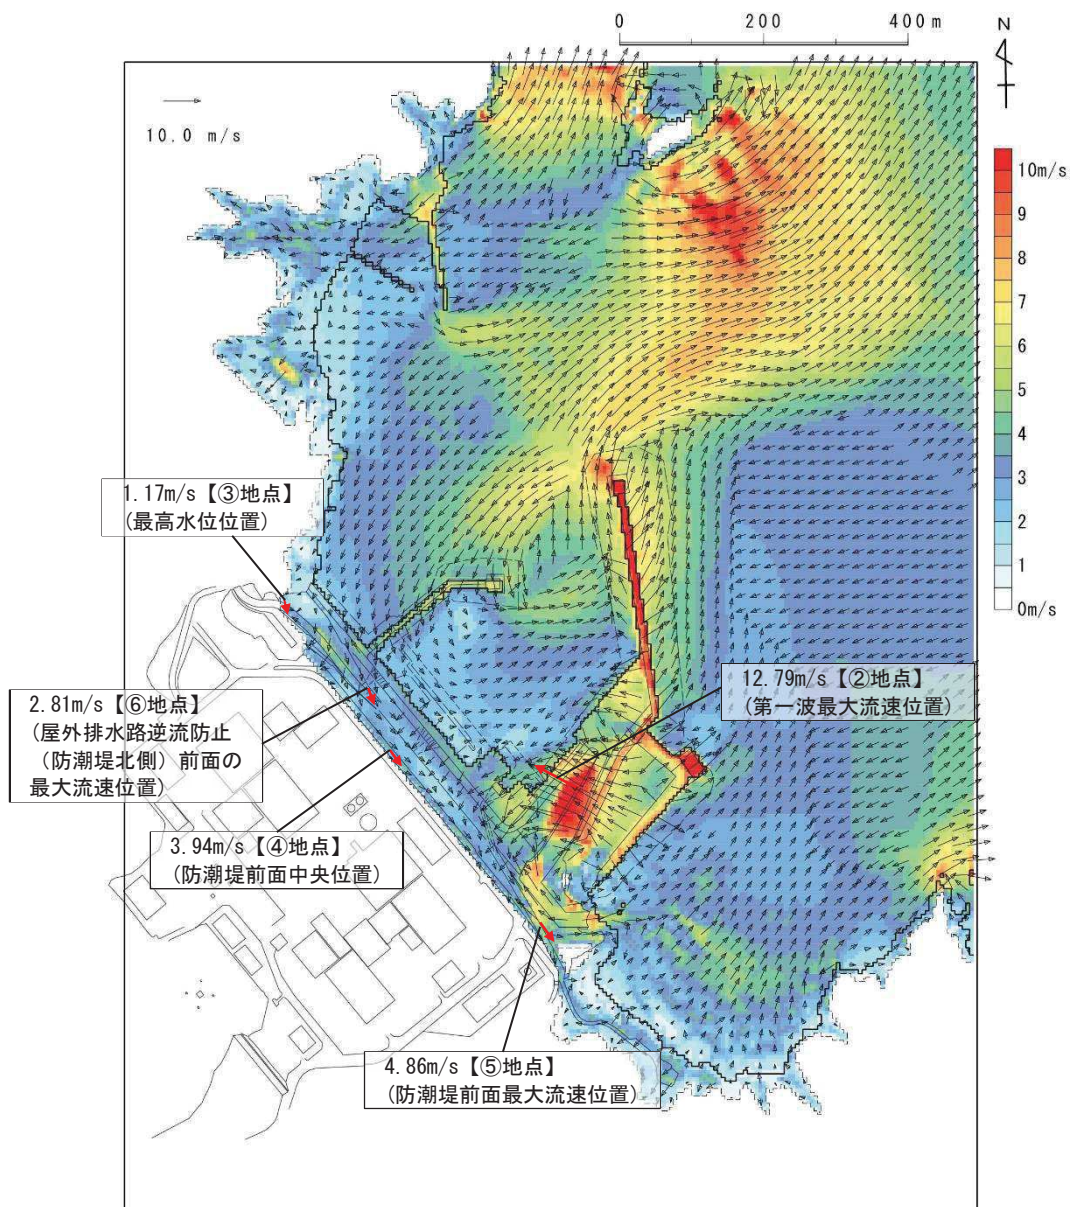 0 200 400m
N
10.0 m/s
10m/s
9
8
7
6
5
4
3
2
1
0m/s
1.17m/s【③地点】
(最高水位位置)
2.81m/s【⑥地点】
(屋外排水路逆流防止
(防潮堤北側) 前面の
最大流速位置)
12.79m/s【②地点】
(第一波最大流速位置)
3.94m/s【④地点】
(防潮堤前面中央位置)
4.86m/s【⑤地点】
(防潮堤前面最大流速位置)